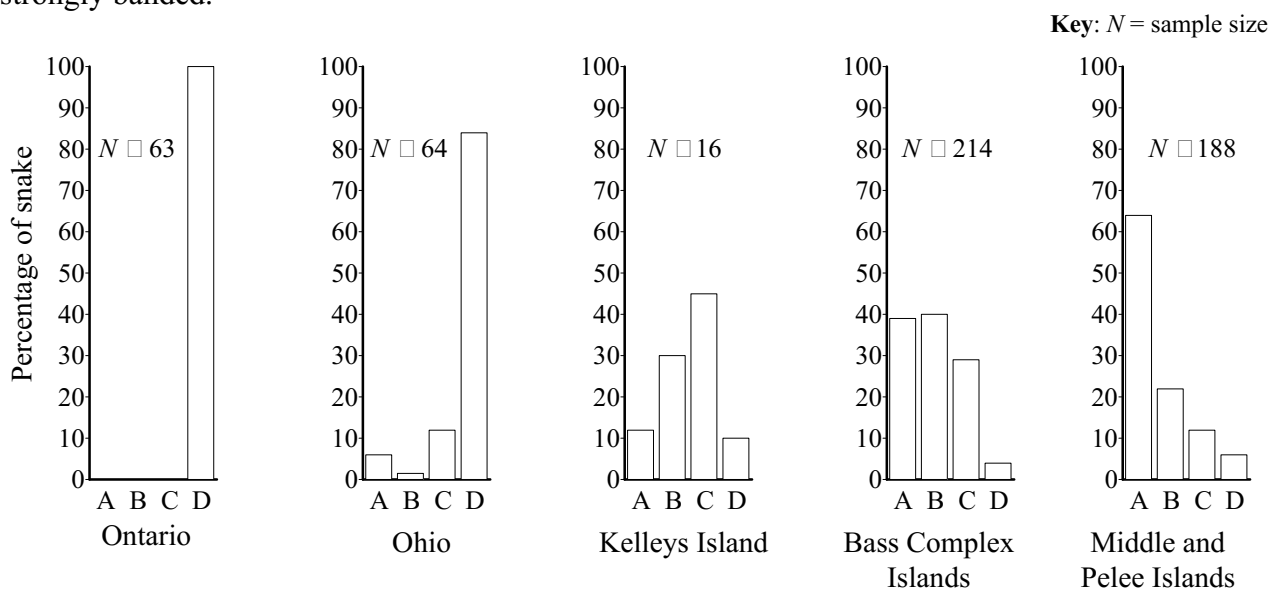 strongly banded.
Key: N = sample size
Percentage of snake
100 90 80 70 60 50 40 30 20 10 0
N □ 63
A B C D
Ontario
100 90 80 70 60 50 40 30 20 10 0
N □ 64
A B C D
Ohio
100 90 80 70 60 50 40 30 20 10 0
N □ 16
A B C D
Kelleys Island
100 90 80 70 60 50 40 30 20 10 0
N □ 214
A B C D
Bass Complex
Islands
100 90 80 70 60 50 40 30 20 10 0
N □ 188
A B C D
Middle and
Pelee Islands